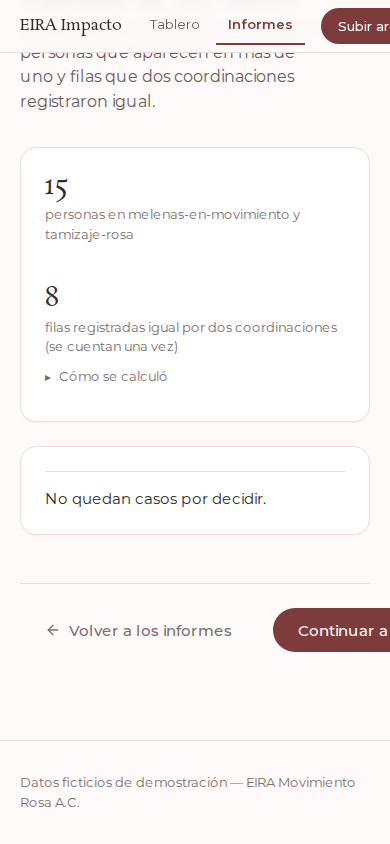 EIRA Impacto Tablero Informes Subir ar
personas que aparecen en más de
uno y filas que dos coordinaciones
registraron igual.
15
personas en melenas-en-movimiento y
tamizaje-rosa
8
filas registradas igual por dos coordinaciones
(se cuentan una vez)
▸ Cómo se calculó
No quedan casos por decidir.
← Volver a los informes
Continuar a
Datos ficticios de demostración — EIRA Movimiento
Rosa A.C.